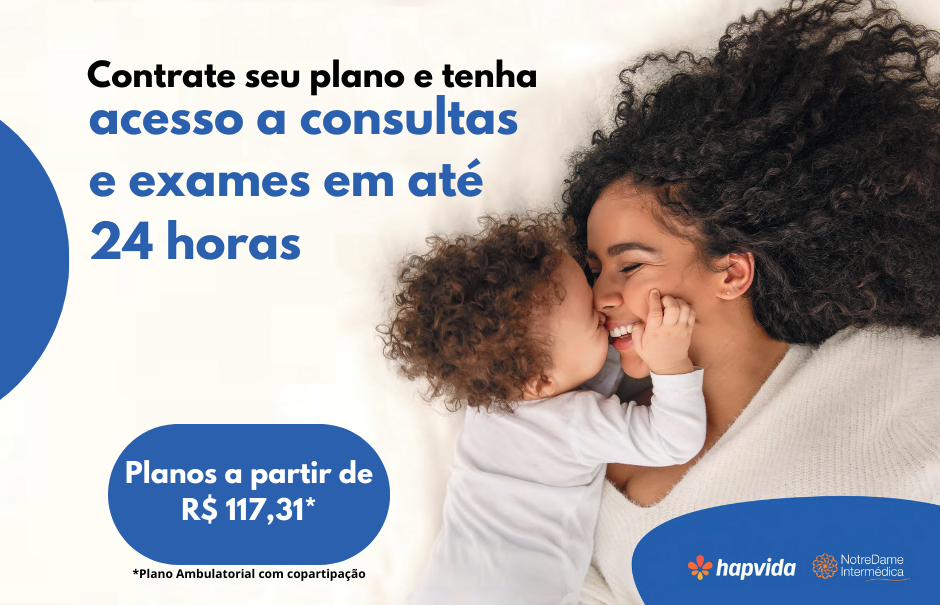 Contrate seu plano e tenha
acesso a consultas
e exames em até
24 horas
Planos a partir de
R$ 117,31*
*Plano Ambulatorial com copartipação
hapvida
NotreDame
Intermédica